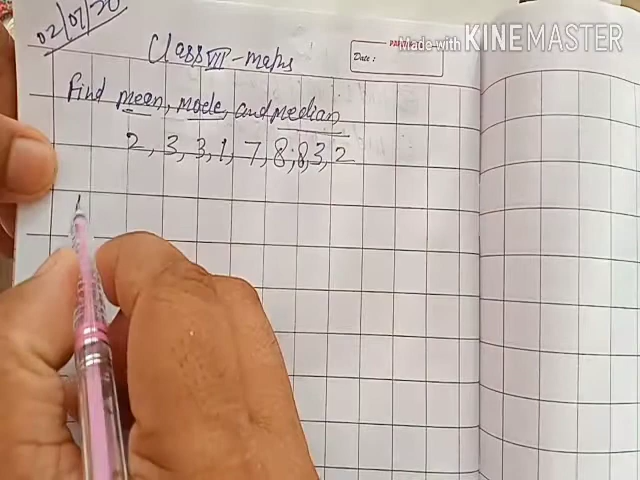 02/07/20
Made with KINEMASTER
Class VII - maths
Date :
Find mean, mode, and median
2, 3, 3, 1, 7, 8, 8, 3, 2